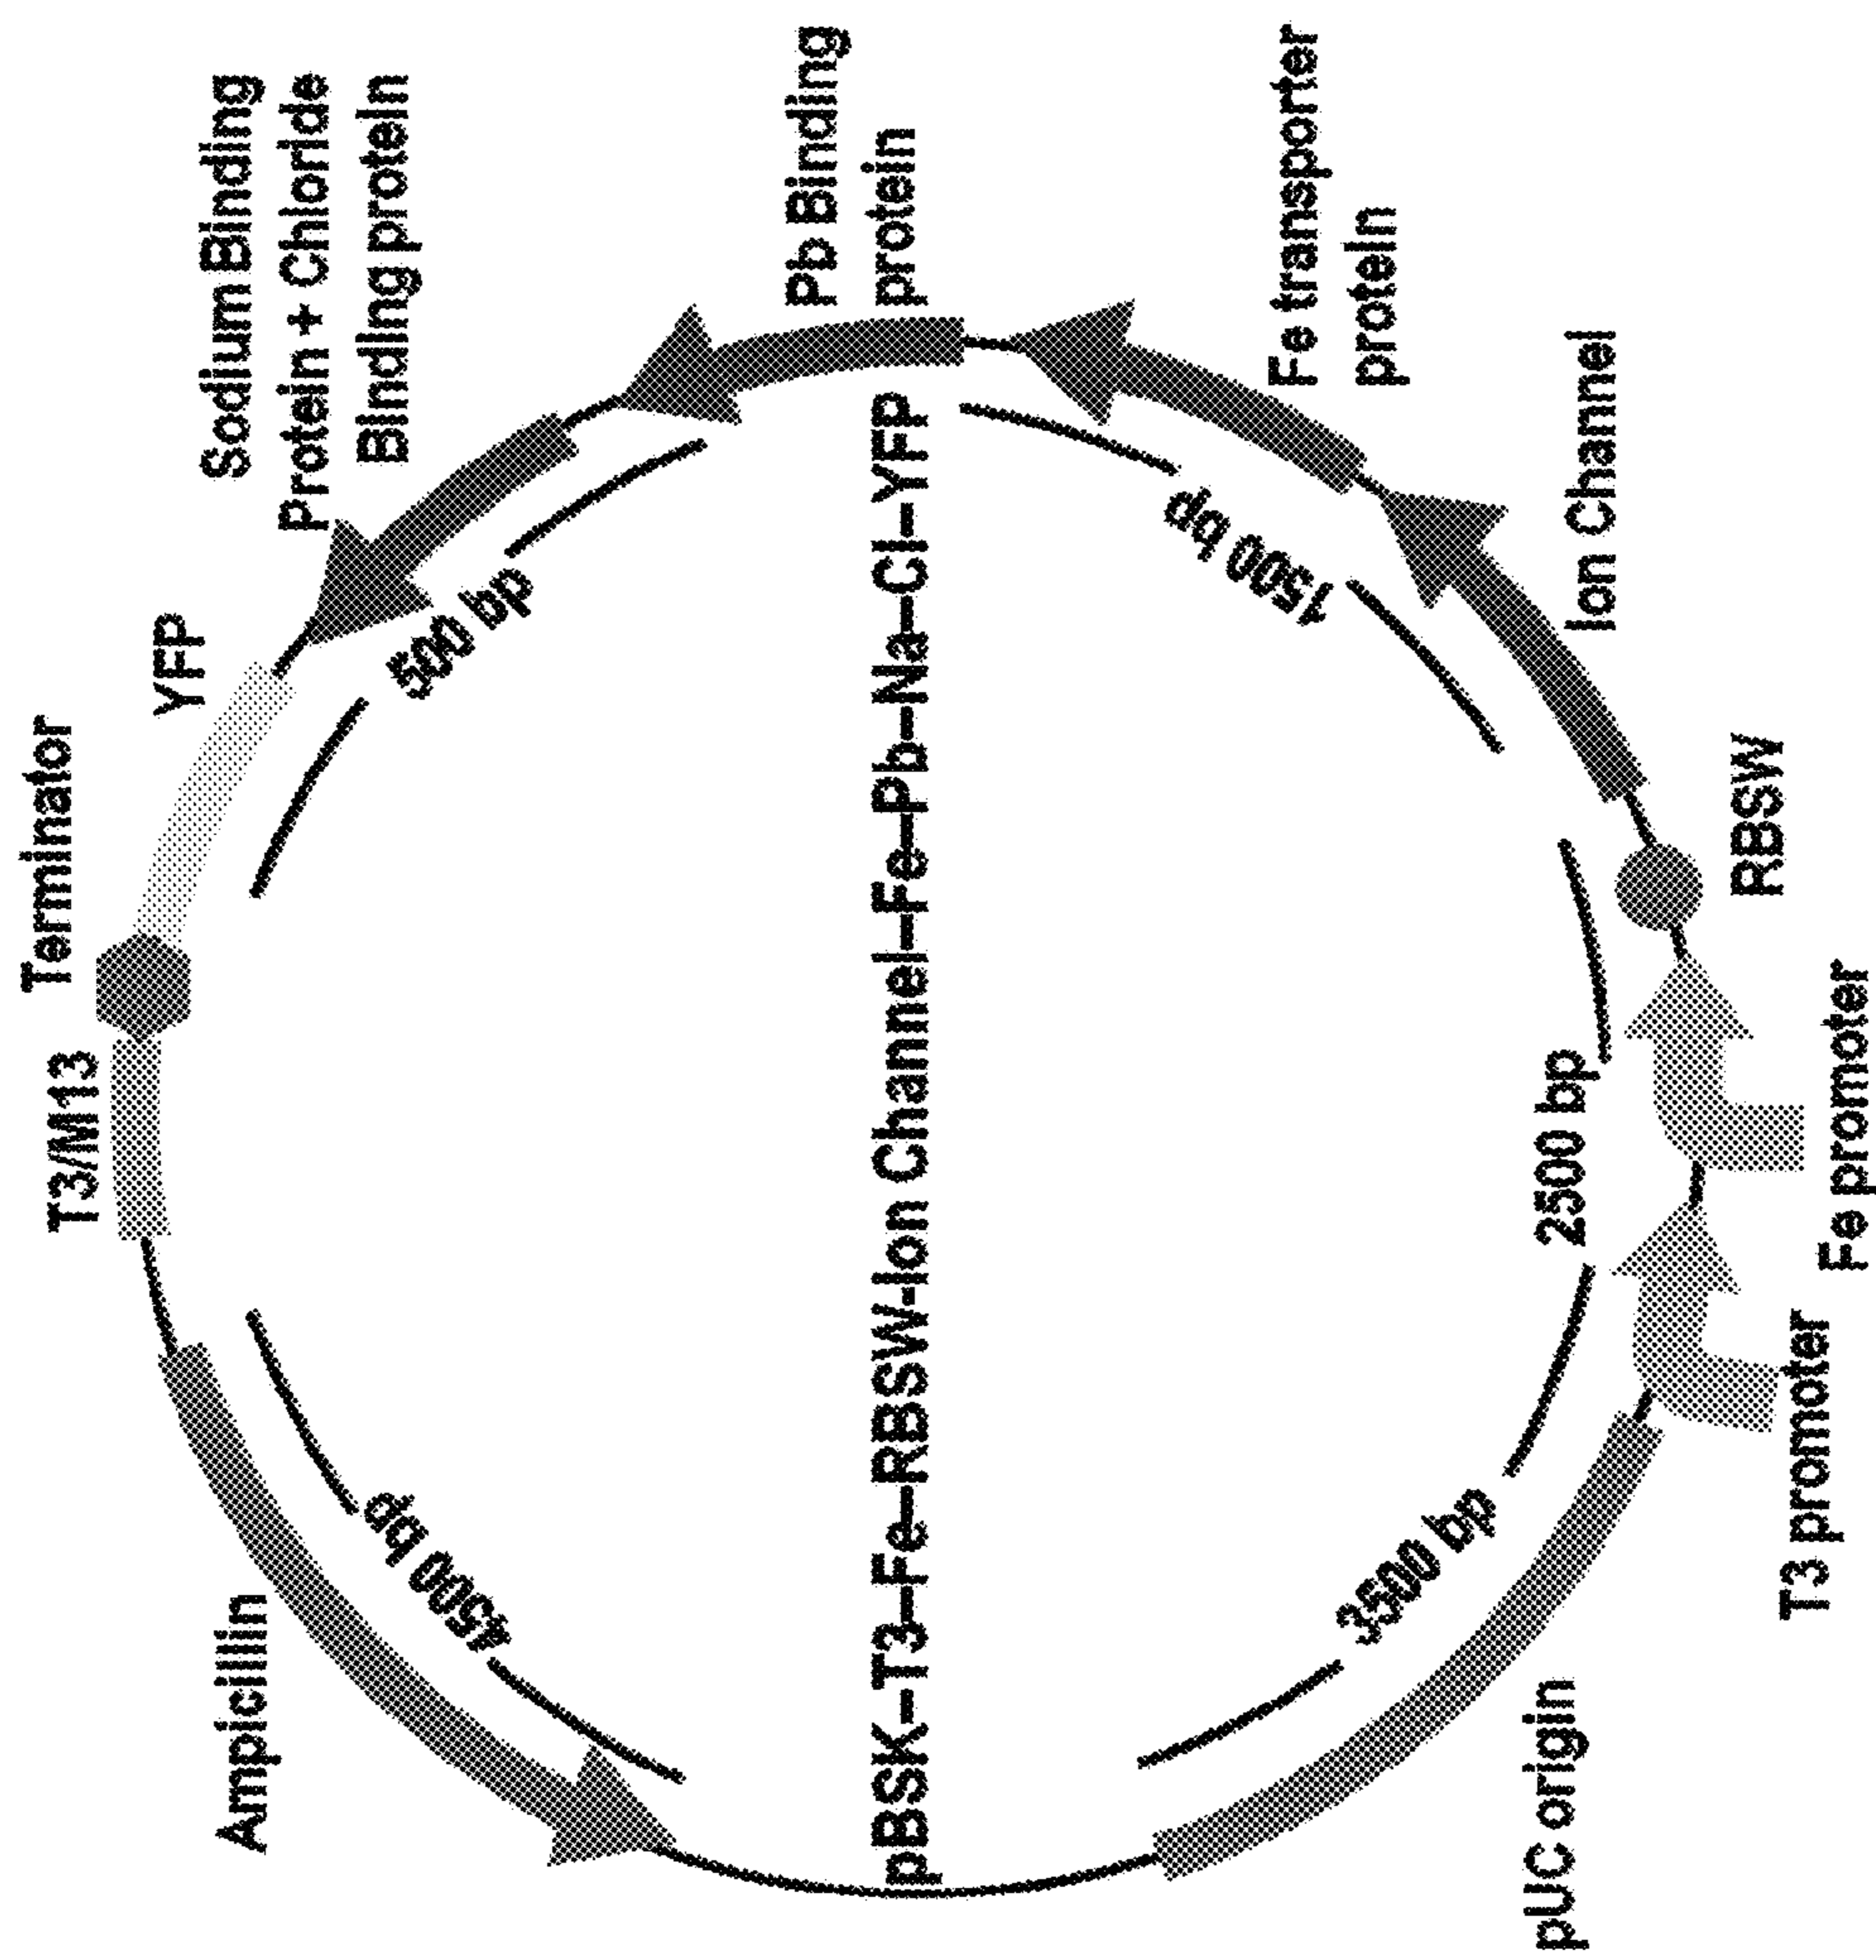 Terminator
T3/M13
YFP
Sodium Binding
Protein + Chloride
Binding protein
Ampicillin
500 bp
4500 bp
Pb Binding
protein
pBSK–T3–Fe–RBSW-Ion Channel–Fe–Pb–Na–Cl–YFP
1500 bp
Fe transporter
protein
3500 bp
2500 bp
Ion Channel
pUC origin
RBSW
T3 promoter
Fe promoter